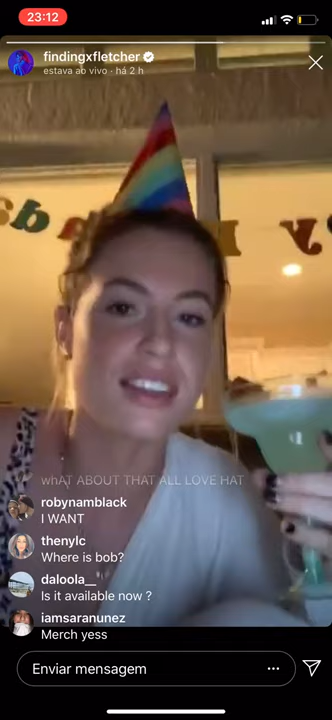 23:12
findingxfletcher
estava ao vivo · há 2 h
whAT ABOUT THAT ALL LOVE HAT
robynamblack
I WANT
thenylc
Where is bob?
daloola__
Is it available now ?
iamsaranunez
Merch yess
Enviar mensagem